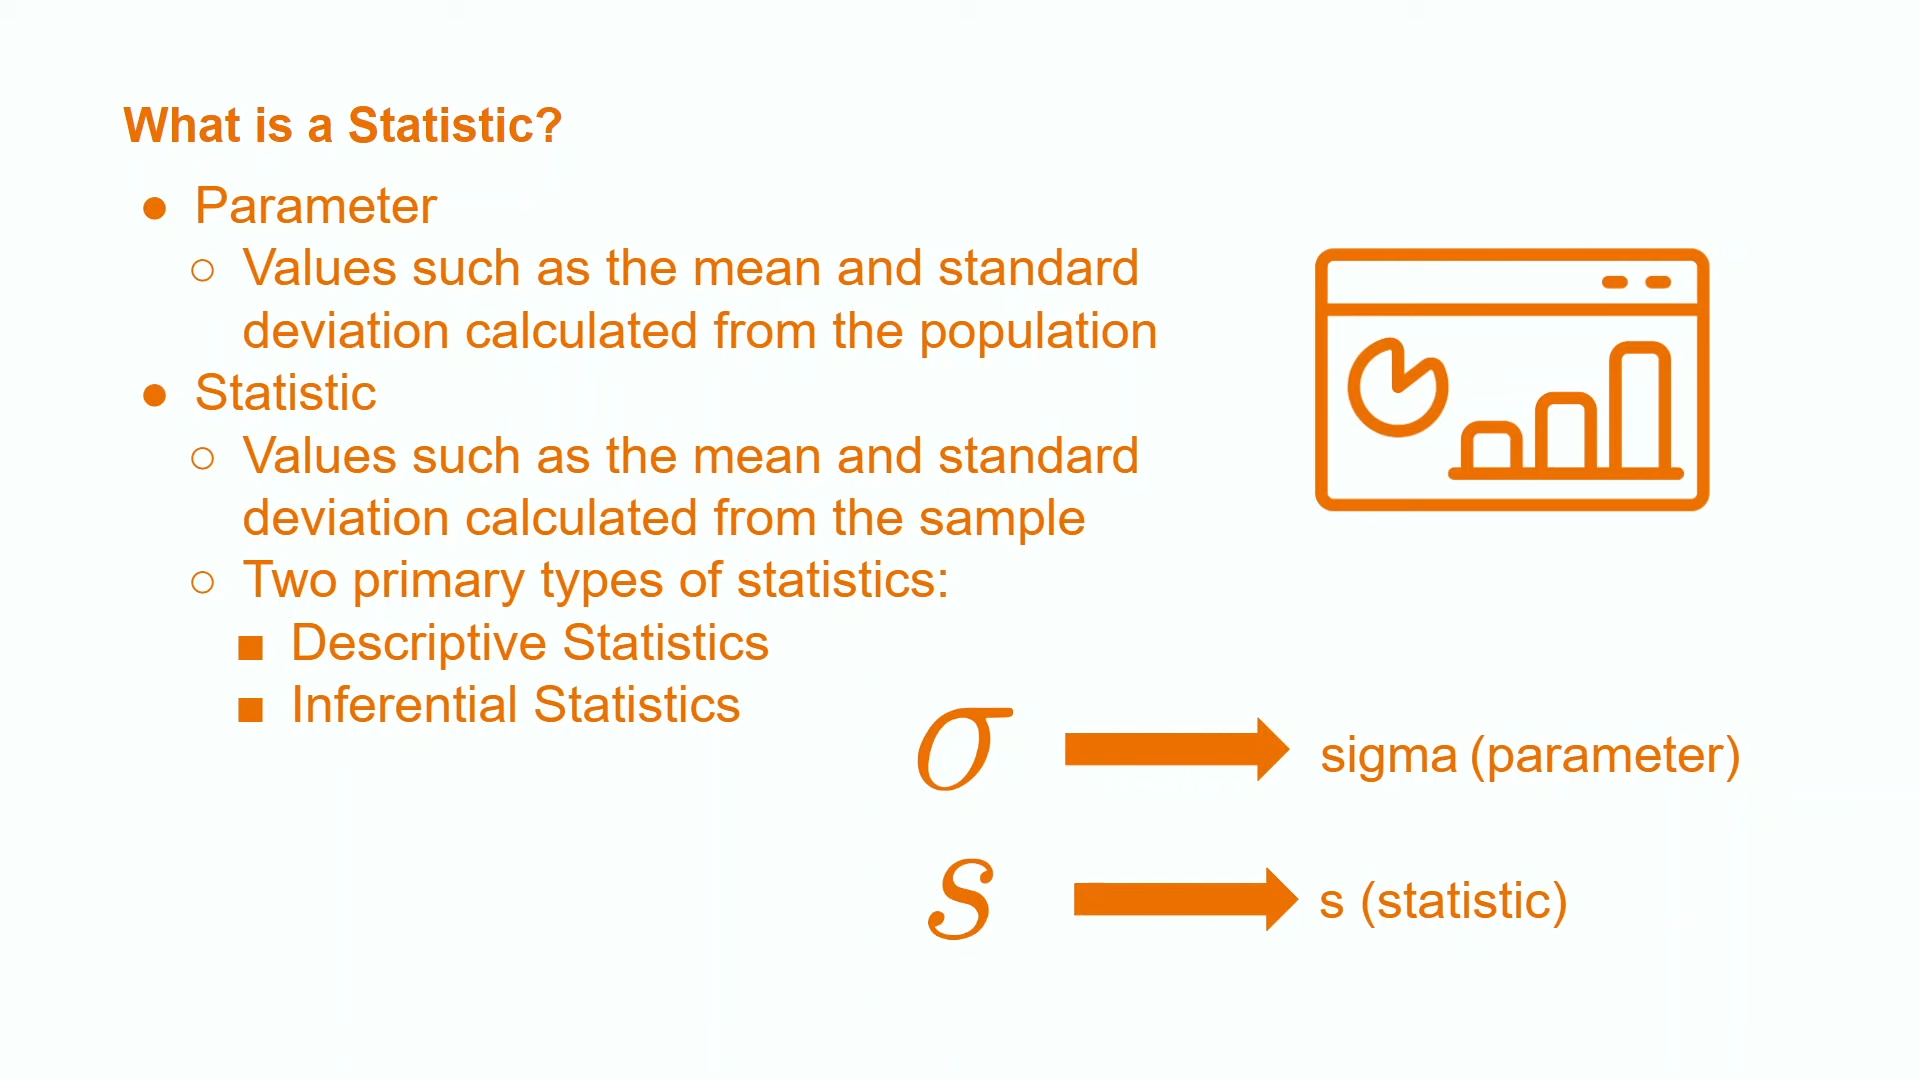 What is a Statistic?
● Parameter
○ Values such as the mean and standard
deviation calculated from the population
● Statistic
○ Values such as the mean and standard
deviation calculated from the sample
○ Two primary types of statistics:
■ Descriptive Statistics
■ Inferential Statistics
σ sigma (parameter)
s s (statistic)